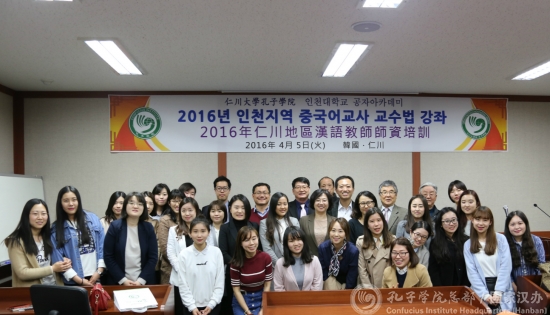 仁川大學孔子學院 인천대학교 공자아카데미
2016년 인천지역 중국어교사 교수법 강좌
2016年仁川地區漢語教師師資培訓
2016年 4月 5日(火) 韓國·仁川
孔子学院总部/国家汉办
Confucius Institute Headquarters(Hanban)